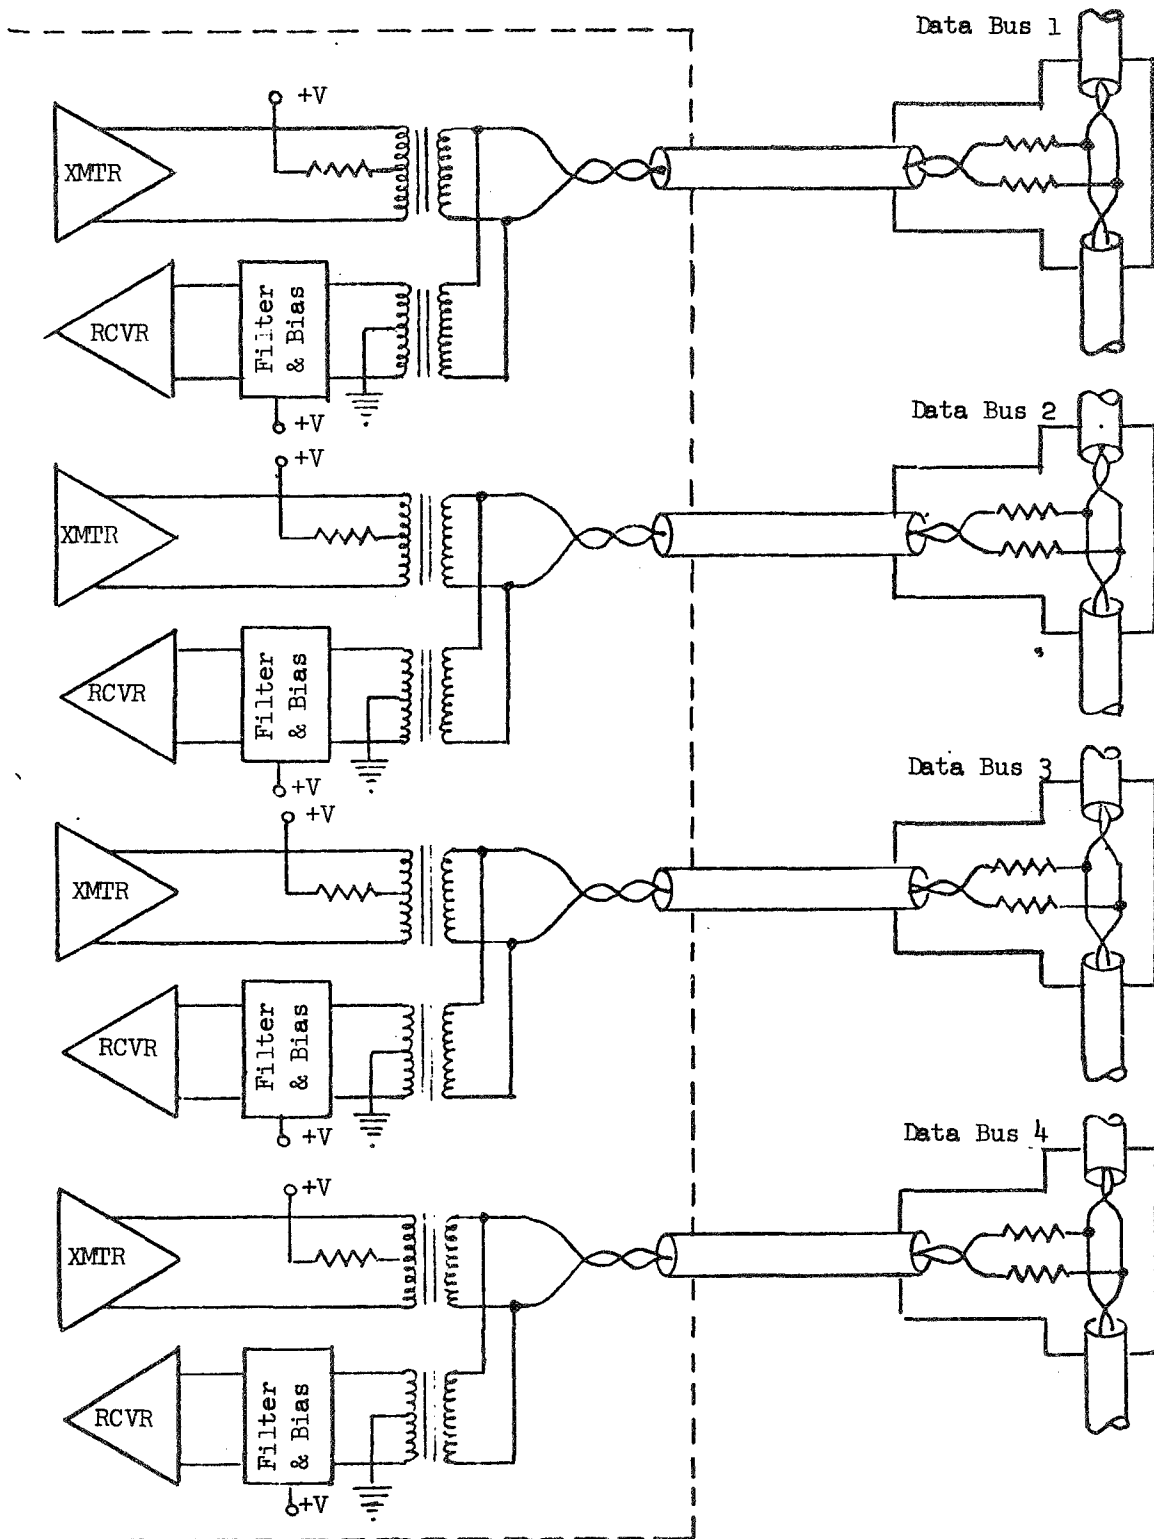 Data Bus 1
+V
XMTR
RCVR
Filter
& Bias
+V
Data Bus 2
+V
XMTR
RCVR
Filter
& Bias
+V
Data Bus 3
+V
XMTR
RCVR
Filter
& Bias
+V
Data Bus 4
+V
XMTR
RCVR
Filter
& Bias
+V